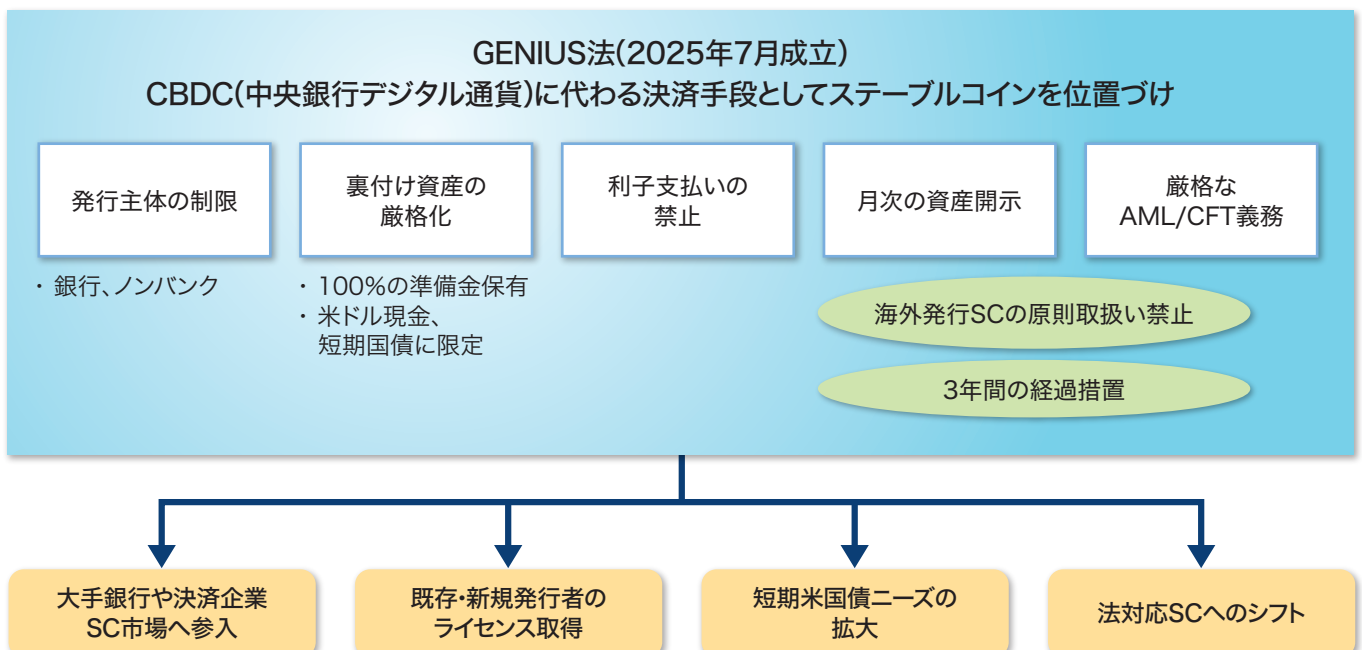 GENIUS法(2025年7月成立)
CBDC(中央銀行デジタル通貨)に代わる決済手段としてステーブルコインを位置づけ
発行主体の制限
裏付け資産の
厳格化
利子支払いの
禁止
月次の資産開示
厳格な
AML/CFT義務
・ 銀行、ノンバンク
・ 100%の準備金保有
・ 米ドル現金、
短期国債に限定
海外発行SCの原則取扱い禁止
3年間の経過措置
大手銀行や決済企業
SC市場へ参入
既存・新規発行者の
ライセンス取得
短期米国債ニーズの
拡大
法対応SCへのシフト